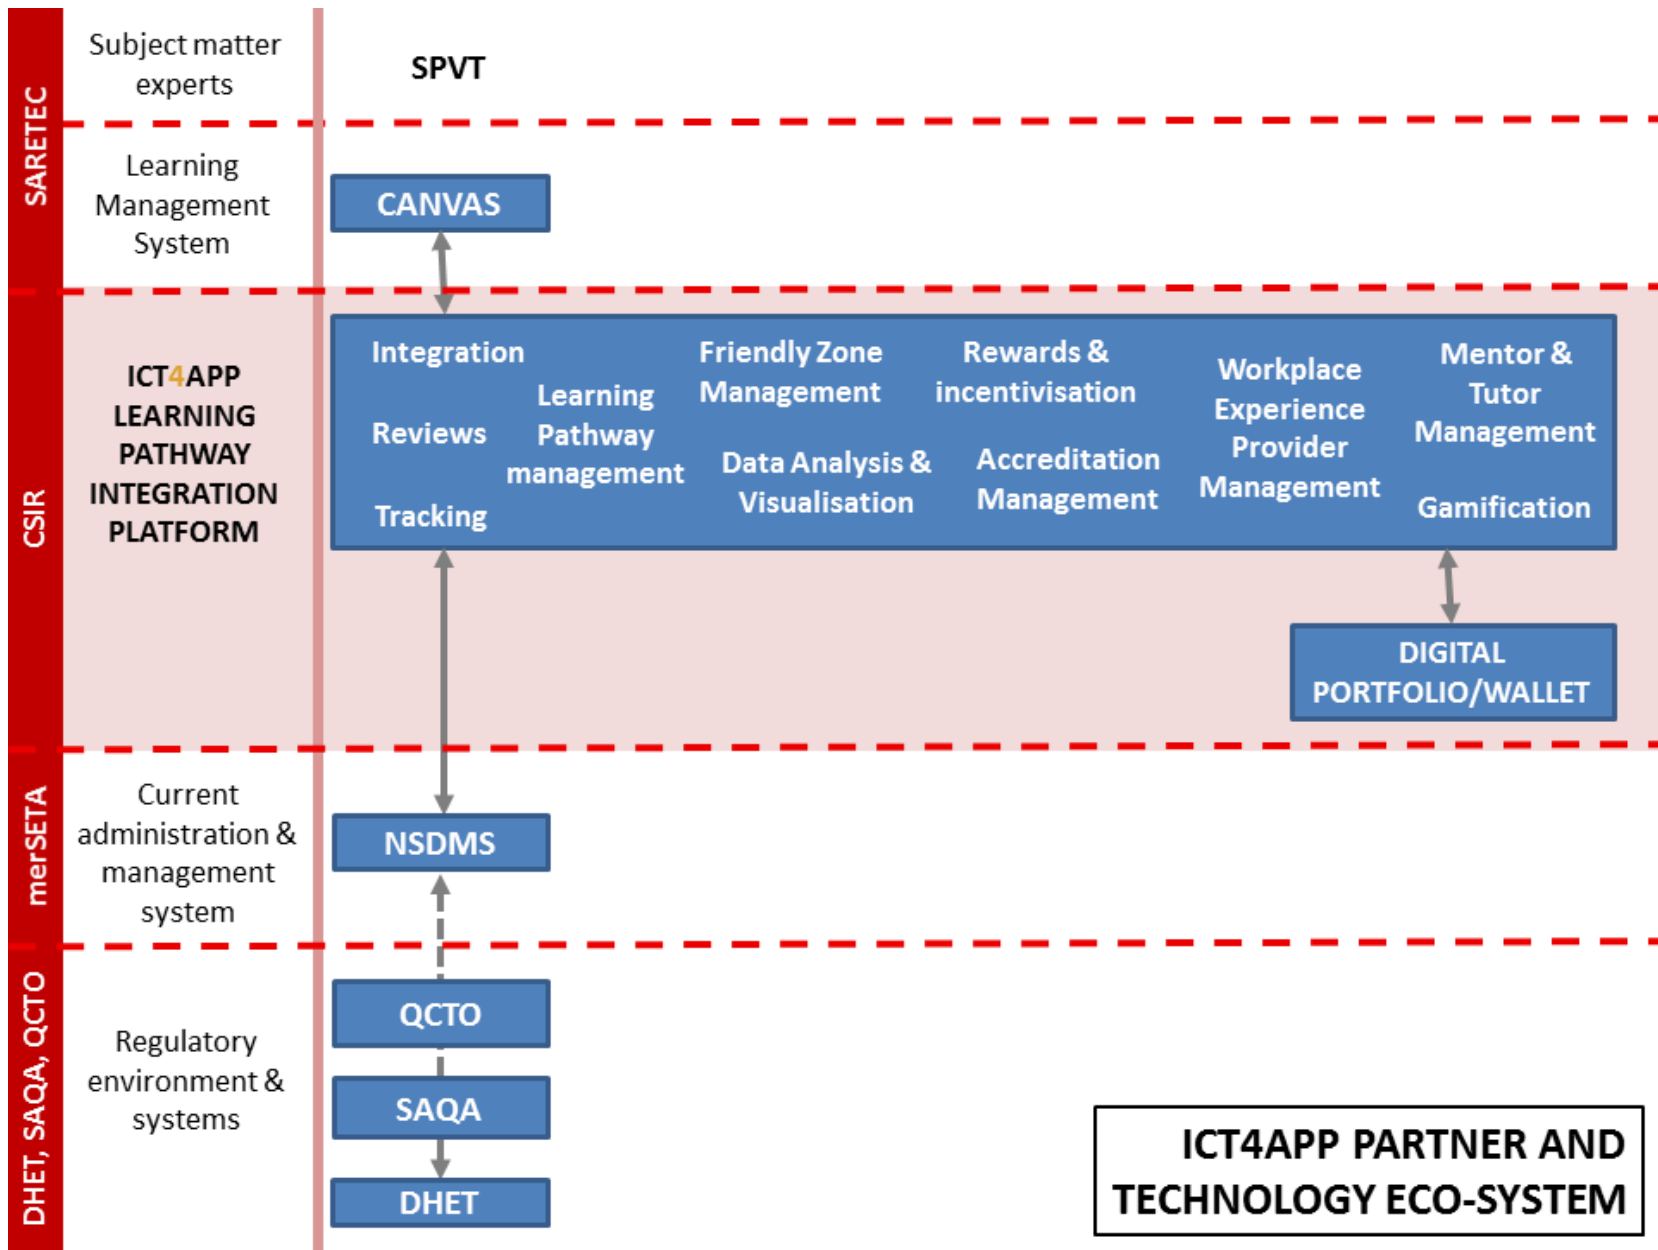 SARETEC
Subject matter
experts
SPVT
Learning
Management
System
CANVAS
CSIR
ICT4APP
LEARNING
PATHWAY
INTEGRATION
PLATFORM
Integration
Reviews
Tracking
Learning
Pathway
management
Friendly Zone
Management
Data Analysis &
Visualisation
Rewards &
incentivisation
Accreditation
Management
Workplace
Experience
Provider
Management
Mentor &
Tutor
Management
Gamification
DIGITAL
PORTFOLIO/WALLET
merSETA
Current
administration &
management
system
NSDMS
DHET, SAQA, QCTO
Regulatory
environment &
systems
QCTO
SAQA
DHET
ICT4APP PARTNER AND
TECHNOLOGY ECO-SYSTEM